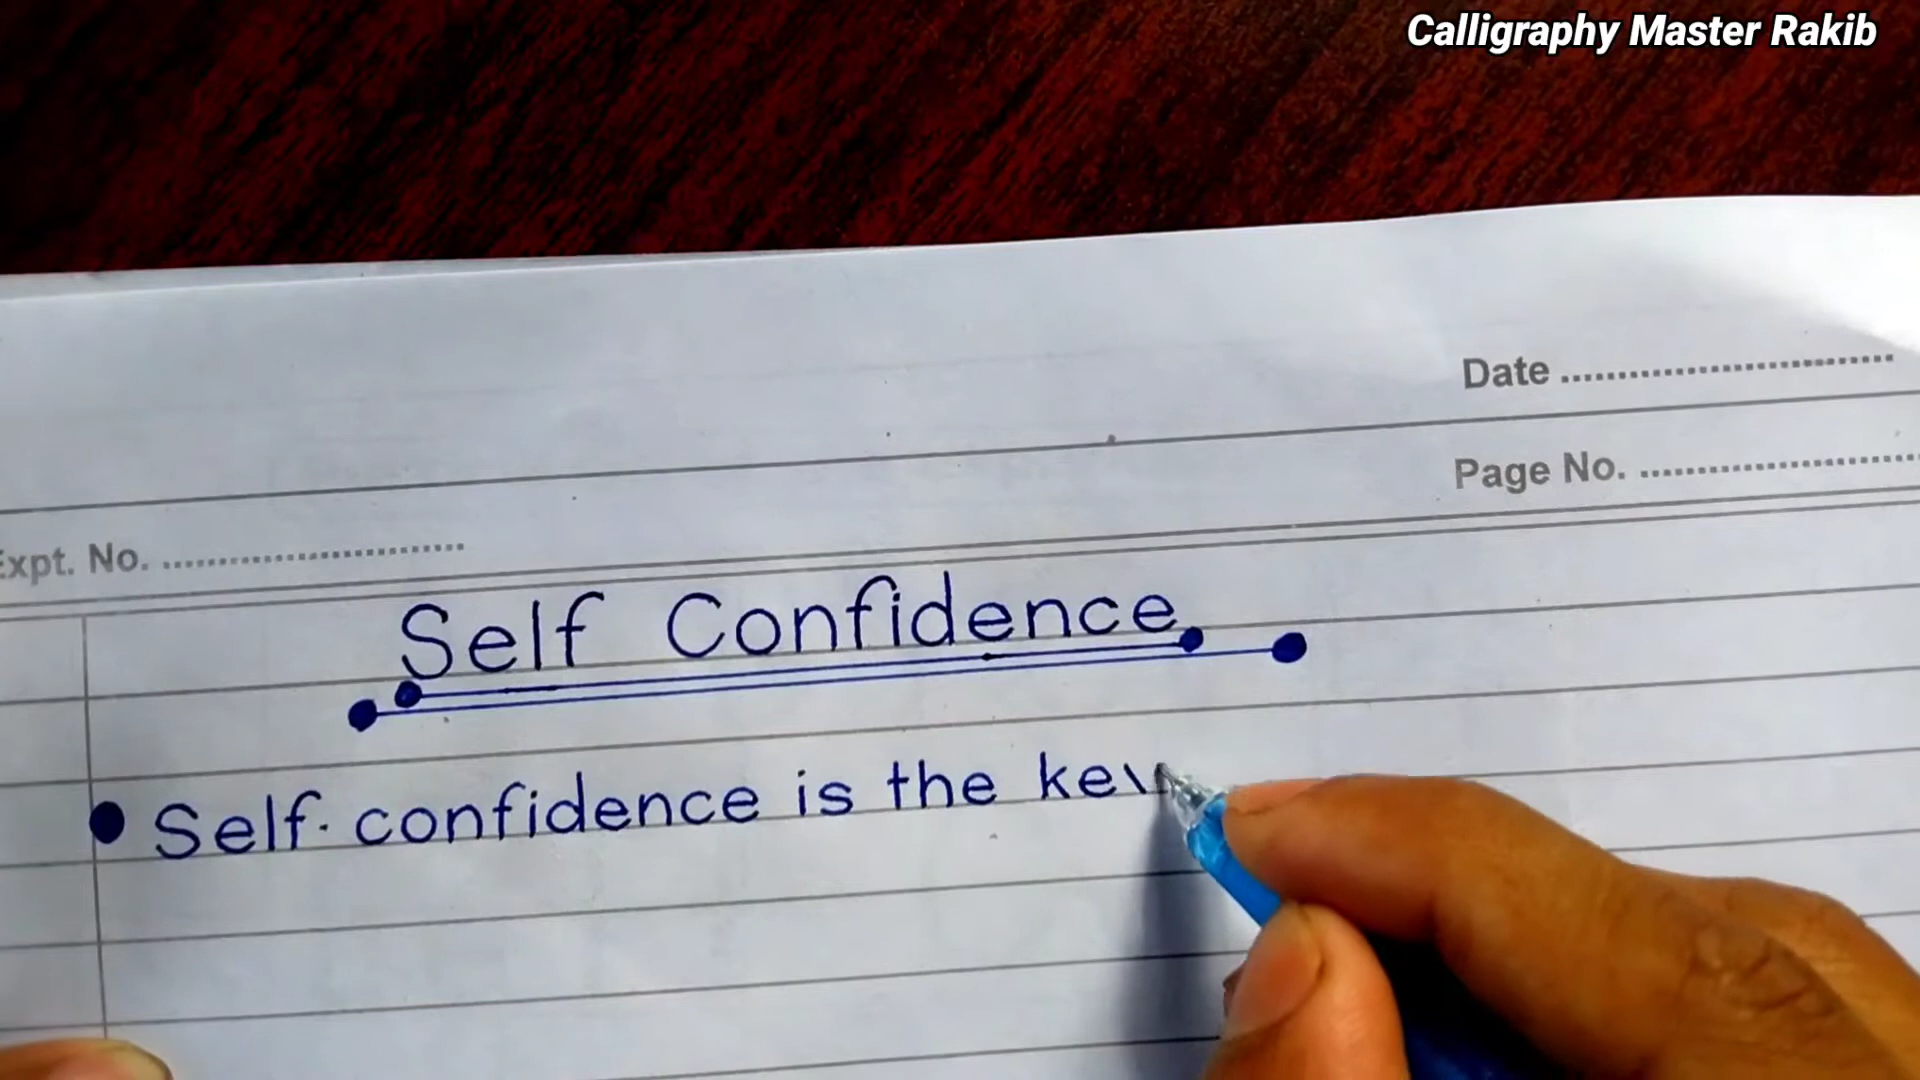 Calligraphy Master Rakib
Date ..............................
Page No. ..........................
Expt. No. ..........................
Self Confidence
Self-confidence is the